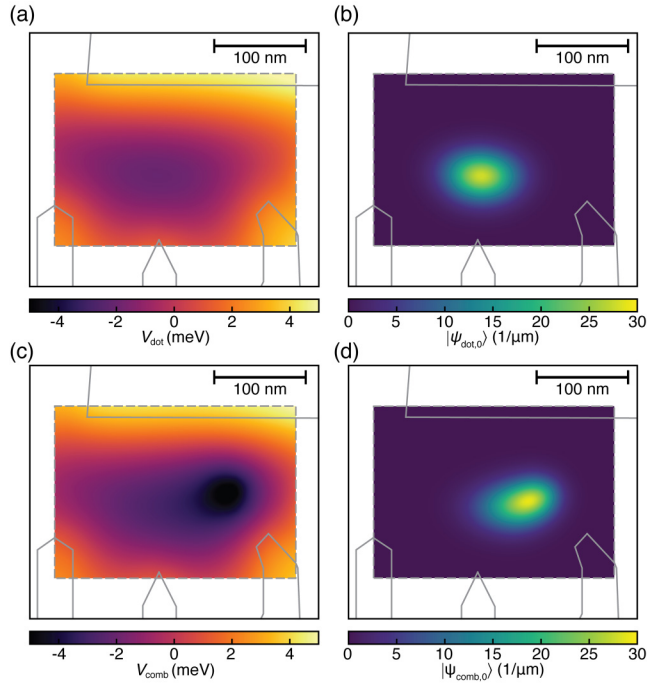 (a)
(b)
100 nm
100 nm
-4 -2 0 2 4
0 5 10 15 20 25 30
V_dot (meV)
|ψ_dot,0⟩ (1/μm)
(c)
(d)
100 nm
100 nm
-4 -2 0 2 4
0 5 10 15 20 25 30
V_comb (meV)
|ψ_comb,0⟩ (1/μm)